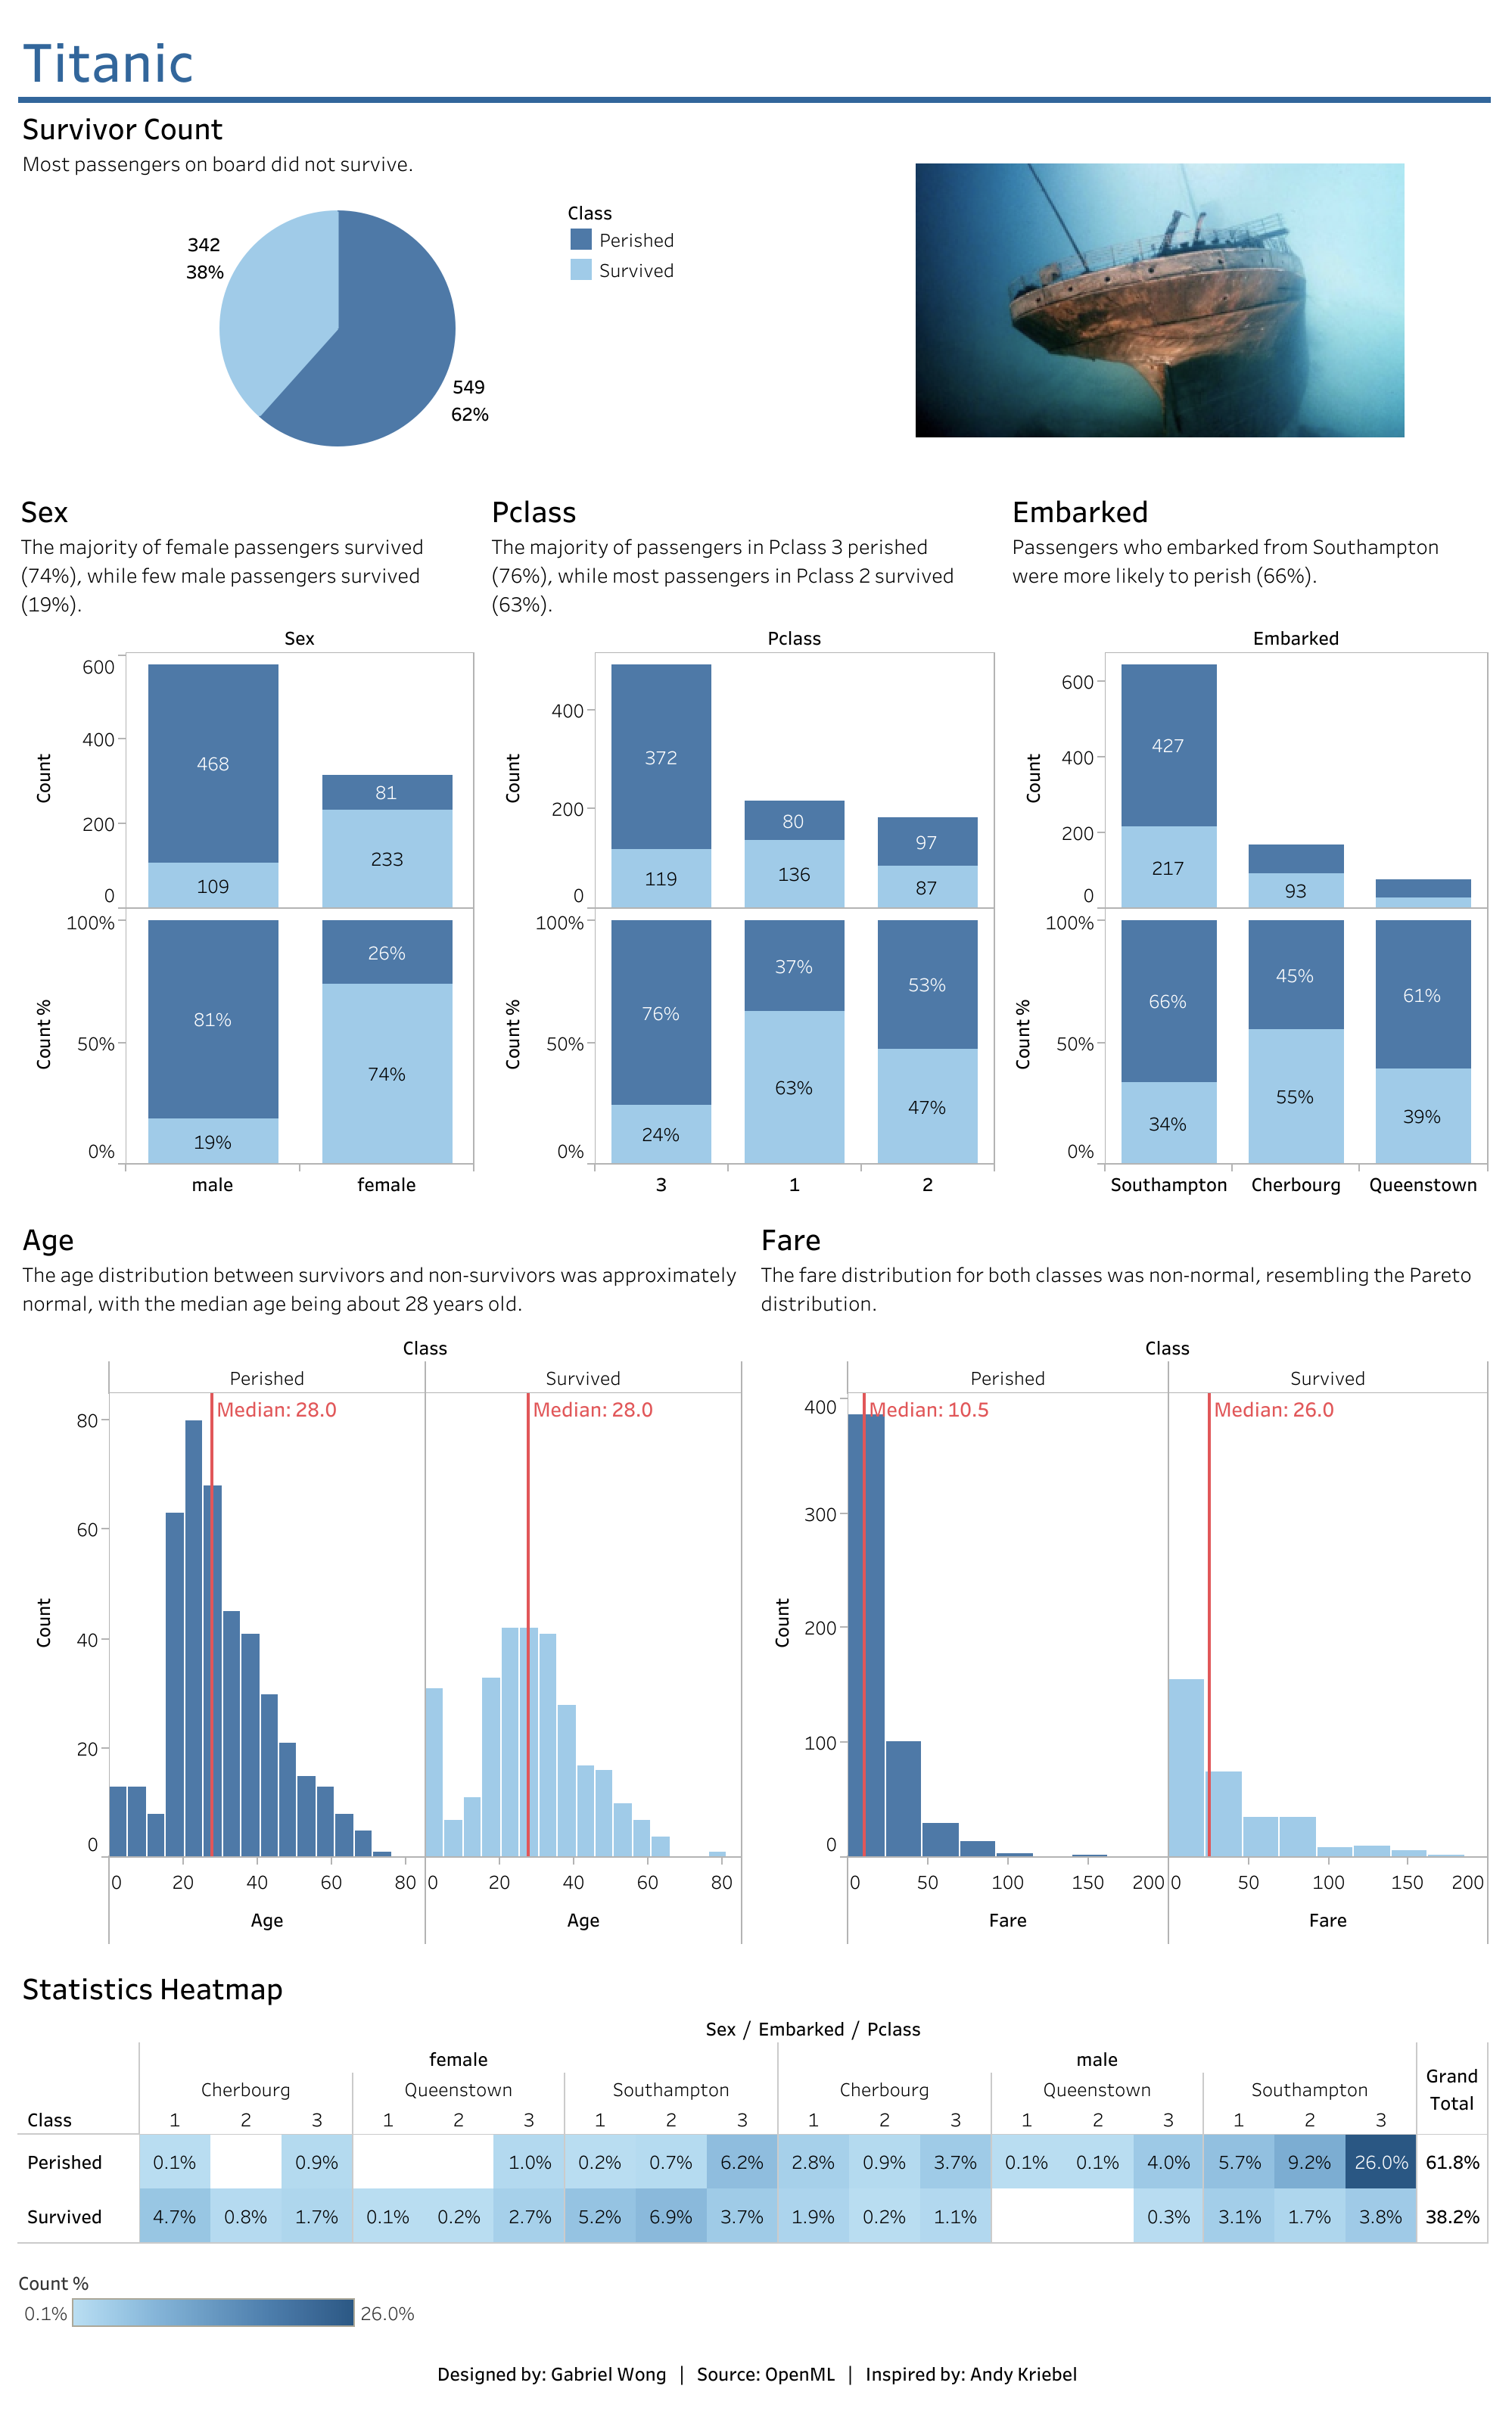 Titanic
Survivor Count
Most passengers on board did not survive.
342
38%
549
62%
Class
Perished
Survived
Sex
The majority of female passengers survived
(74%), while few male passengers survived
(19%).
Pclass
The majority of passengers in Pclass 3 perished
(76%), while most passengers in Pclass 2 survived
(63%).
Embarked
Passengers who embarked from Southampton
were more likely to perish (66%).
Sex
600
400
200
0
Count
468
109
81
233
100%
50%
0%
Count %
81%
19%
26%
74%
male female
Pclass
400
200
0
Count
372
119
80
136
97
87
100%
50%
0%
Count %
76%
24%
37%
63%
53%
47%
3 1 2
Embarked
600
400
200
0
Count
427
217
93
100%
50%
0%
Count %
66%
34%
45%
55%
61%
39%
Southampton Cherbourg Queenstown
Age
The age distribution between survivors and non-survivors was approximately
normal, with the median age being about 28 years old.
Class
Perished Survived
Median: 28.0 Median: 28.0
80
60
40
20
0
Count
0 20 40 60 80 0 20 40 60 80
Age Age
Fare
The fare distribution for both classes was non-normal, resembling the Pareto
distribution.
Class
Perished Survived
Median: 10.5 Median: 26.0
400
300
200
100
0
Count
0 50 100 150 200 0 50 100 150 200
Fare Fare
Statistics Heatmap
Sex / Embarked / Pclass
female male
Cherbourg Queenstown Southampton Cherbourg Queenstown Southampton
Grand
Total
Class 1 2 3 1 2 3 1 2 3 1 2 3 1 2 3 1 2 3
Perished 0.1% 0.9% 1.0% 0.2% 0.7% 6.2% 2.8% 0.9% 3.7% 0.1% 0.1% 4.0% 5.7% 9.2% 26.0% 61.8%
Survived 4.7% 0.8% 1.7% 0.1% 0.2% 2.7% 5.2% 6.9% 3.7% 1.9% 0.2% 1.1% 0.3% 3.1% 1.7% 3.8% 38.2%
Count %
0.1% 26.0%
Designed by: Gabriel Wong | Source: OpenML | Inspired by: Andy Kriebel